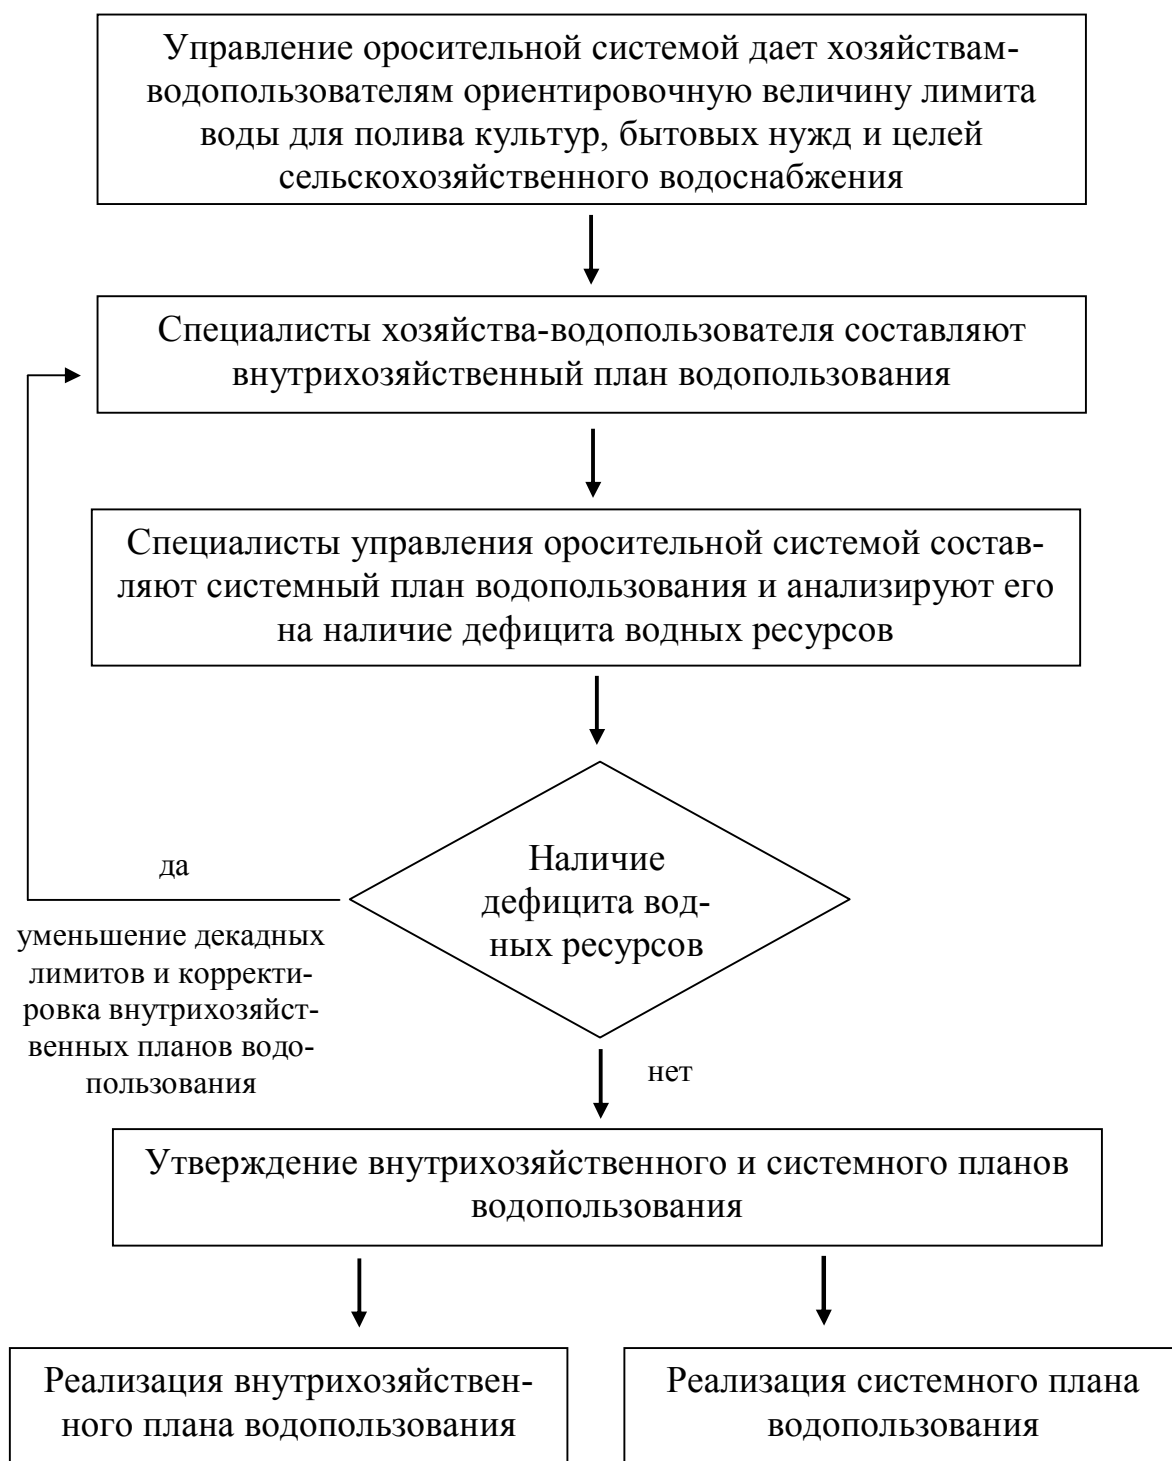 Управление оросительной системой дает хозяйствам-
водопользователям ориентировочную величину лимита
воды для полива культур, бытовых нужд и целей
сельскохозяйственного водоснабжения
Специалисты хозяйства-водопользователя составляют
внутрихозяйственный план водопользования
Специалисты управления оросительной системой состав-
ляют системный план водопользования и анализируют его
на наличие дефицита водных ресурсов
Наличие
дефицита вод-
ных ресурсов
да
уменьшение декадных
лимитов и корректи-
ровка внутрихозяйст-
венных планов водо-
пользования
нет
Утверждение внутрихозяйственного и системного планов
водопользования
Реализация внутрихозяйствен-
ного плана водопользования
Реализация системного плана
водопользования